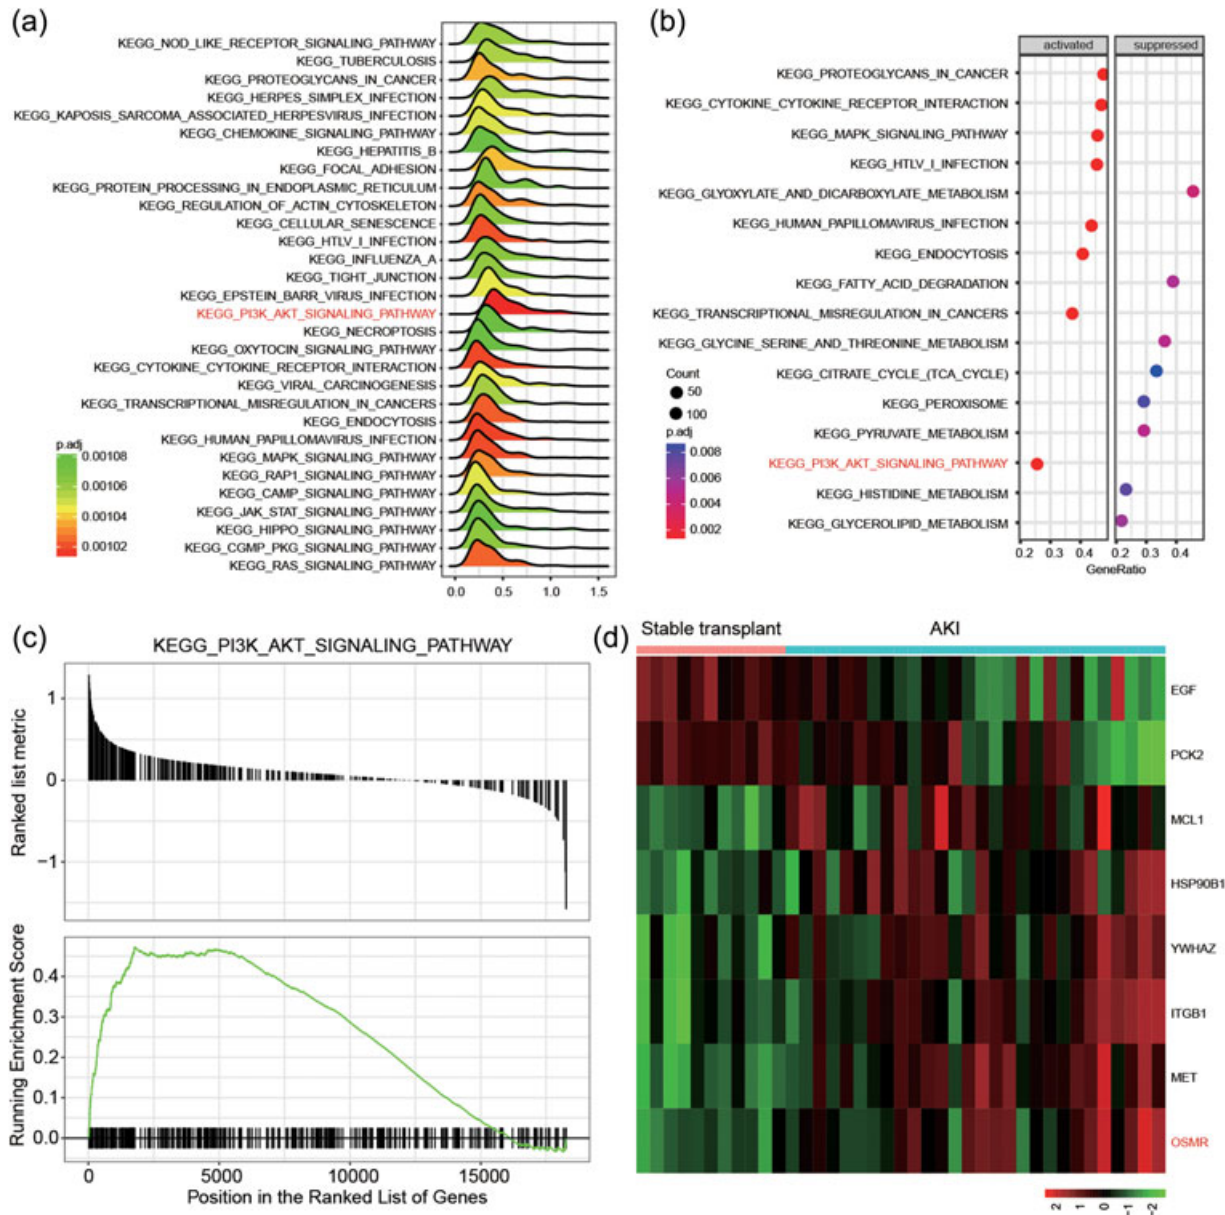 (a)
KEGG_NOD_LIKE_RECEPTOR_SIGNALING_PATHWAY
KEGG_TUBERCULOSIS
KEGG_PROTEOGLYCANS_IN_CANCER
KEGG_HERPES_SIMPLEX_INFECTION
KEGG_KAPOSIS_SARCOMA_ASSOCIATED_HERPESVIRUS_INFECTION
KEGG_CHEMOKINE_SIGNALING_PATHWAY
KEGG_HEPATITIS_B
KEGG_FOCAL_ADHESION
KEGG_PROTEIN_PROCESSING_IN_ENDOPLASMIC_RETICULUM
KEGG_REGULATION_OF_ACTIN_CYTOSKELETON
KEGG_CELLULAR_SENESCENCE
KEGG_HTLV_I_INFECTION
KEGG_INFLUENZA_A
KEGG_TIGHT_JUNCTION
KEGG_EPSTEIN_BARR_VIRUS_INFECTION
KEGG_PI3K_AKT_SIGNALING_PATHWAY
KEGG_NECROPTOSIS
KEGG_OXYTOCIN_SIGNALING_PATHWAY
KEGG_CYTOKINE_CYTOKINE_RECEPTOR_INTERACTION
KEGG_VIRAL_CARCINOGENESIS
KEGG_TRANSCRIPTIONAL_MISREGULATION_IN_CANCERS
KEGG_ENDOCYTOSIS
KEGG_HUMAN_PAPILLOMAVIRUS_INFECTION
KEGG_MAPK_SIGNALING_PATHWAY
KEGG_RAP1_SIGNALING_PATHWAY
KEGG_CAMP_SIGNALING_PATHWAY
KEGG_JAK_STAT_SIGNALING_PATHWAY
KEGG_HIPPO_SIGNALING_PATHWAY
KEGG_CGMP_PKG_SIGNALING_PATHWAY
KEGG_RAS_SIGNALING_PATHWAY
p.adj
0.00108
0.00106
0.00104
0.00102
0.0 0.5 1.0 1.5
(b)
activated suppressed
KEGG_PROTEOGLYCANS_IN_CANCER
KEGG_CYTOKINE_CYTOKINE_RECEPTOR_INTERACTION
KEGG_MAPK_SIGNALING_PATHWAY
KEGG_HTLV_I_INFECTION
KEGG_GLYOXYLATE_AND_DICARBOXYLATE_METABOLISM
KEGG_HUMAN_PAPILLOMAVIRUS_INFECTION
KEGG_ENDOCYTOSIS
KEGG_FATTY_ACID_DEGRADATION
KEGG_TRANSCRIPTIONAL_MISREGULATION_IN_CANCERS
KEGG_GLYCINE_SERINE_AND_THREONINE_METABOLISM
KEGG_CITRATE_CYCLE_(TCA_CYCLE)
KEGG_PEROXISOME
KEGG_PYRUVATE_METABOLISM
KEGG_PI3K_AKT_SIGNALING_PATHWAY
KEGG_HISTIDINE_METABOLISM
KEGG_GLYCEROLIPID_METABOLISM
Count
50
100
p.adj
0.008
0.006
0.004
0.002
0.2 0.3 0.4 0.2 0.3 0.4
GeneRatio
(c)
KEGG_PI3K_AKT_SIGNALING_PATHWAY
Ranked list metric
1
0
−1
Running Enrichment Score
0.4
0.3
0.2
0.1
0.0
0 5000 10000 15000
Position in the Ranked List of Genes
(d)
Stable transplant AKI
EGF
PCK2
MCL1
HSP90B1
YWHAZ
ITGB1
MET
OSMR
2 1 0 -1 -2